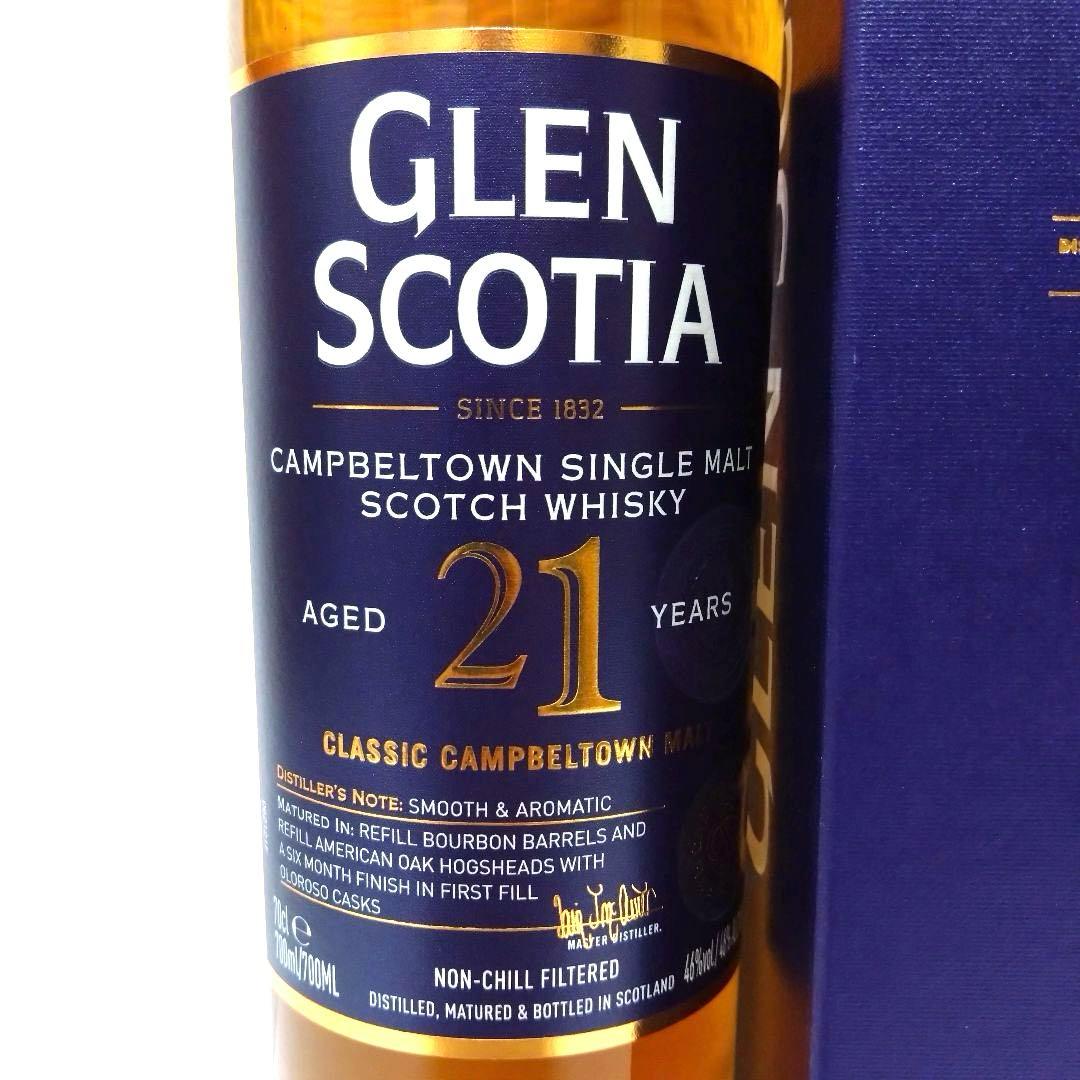 GLEN
SCOTIA
SINCE 1832
CAMPBELTOWN SINGLE MALT
SCOTCH WHISKY
AGED 21 YEARS
CLASSIC CAMPBELTOWN MALT
DISTILLER'S NOTE: SMOOTH & AROMATIC
MATURED IN: REFILL BOURBON BARRELS AND
REFILL AMERICAN OAK HOGSHEADS WITH
A SIX MONTH FINISH IN FIRST FILL
OLOROSO CASKS
MASTER DISTILLER.
70cl e
700ml/700ML
NON-CHILL FILTERED
46%vol./46%
DISTILLED, MATURED & BOTTLED IN SCOTLAND